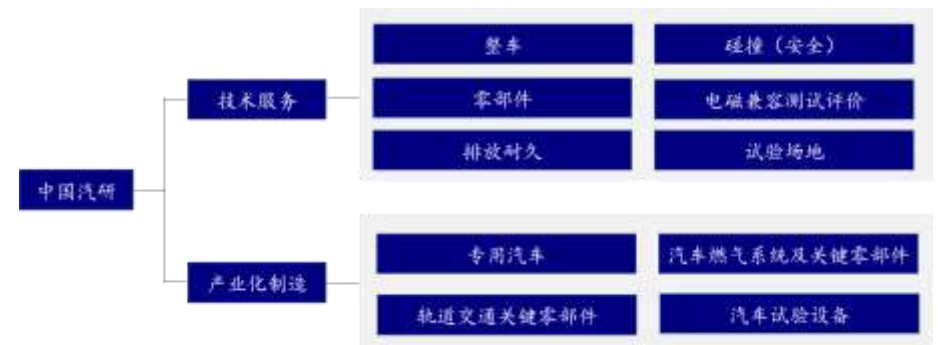 中国汽研
技术服务
整车
碰撞（安全）
零部件
电磁兼容测试评价
排放耐久
试验场地
产业化制造
专用汽车
汽车燃气系统及关键零部件
轨道交通关键零部件
汽车试验设备